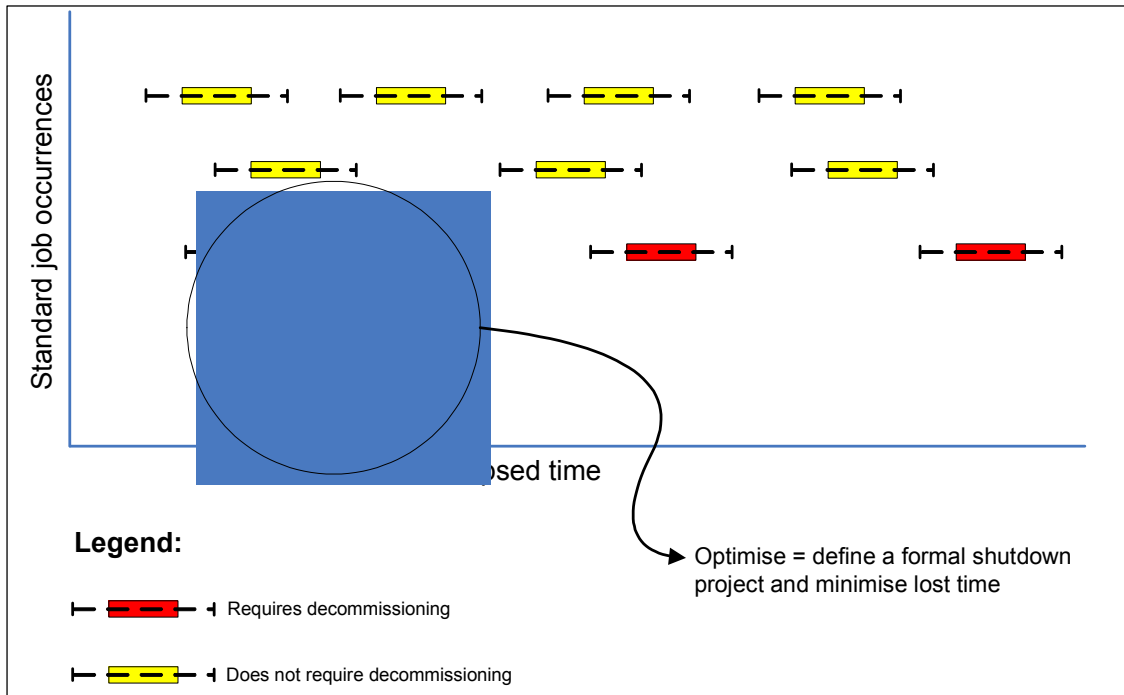 Standard job occurrences
time
Optimise = define a formal shutdown
project and minimise lost time
Legend:
Requires decommissioning
Does not require decommissioning